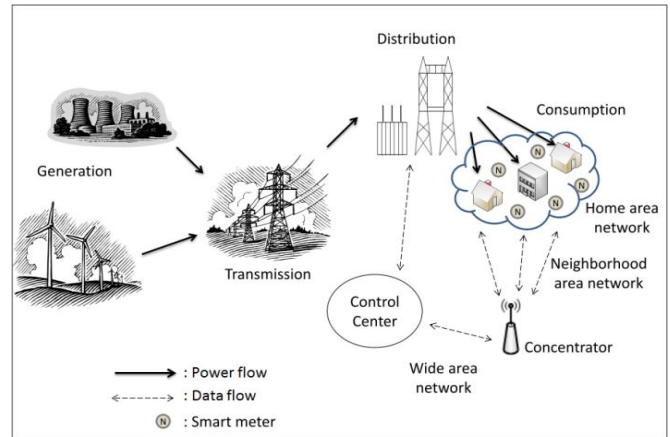 Distribution
Consumption
Generation
Transmission
N
N
N
N
N
N
Home area
network
Neighborhood
area network
Control
Center
Concentrator
Wide area
network
: Power flow
: Data flow
N : Smart meter